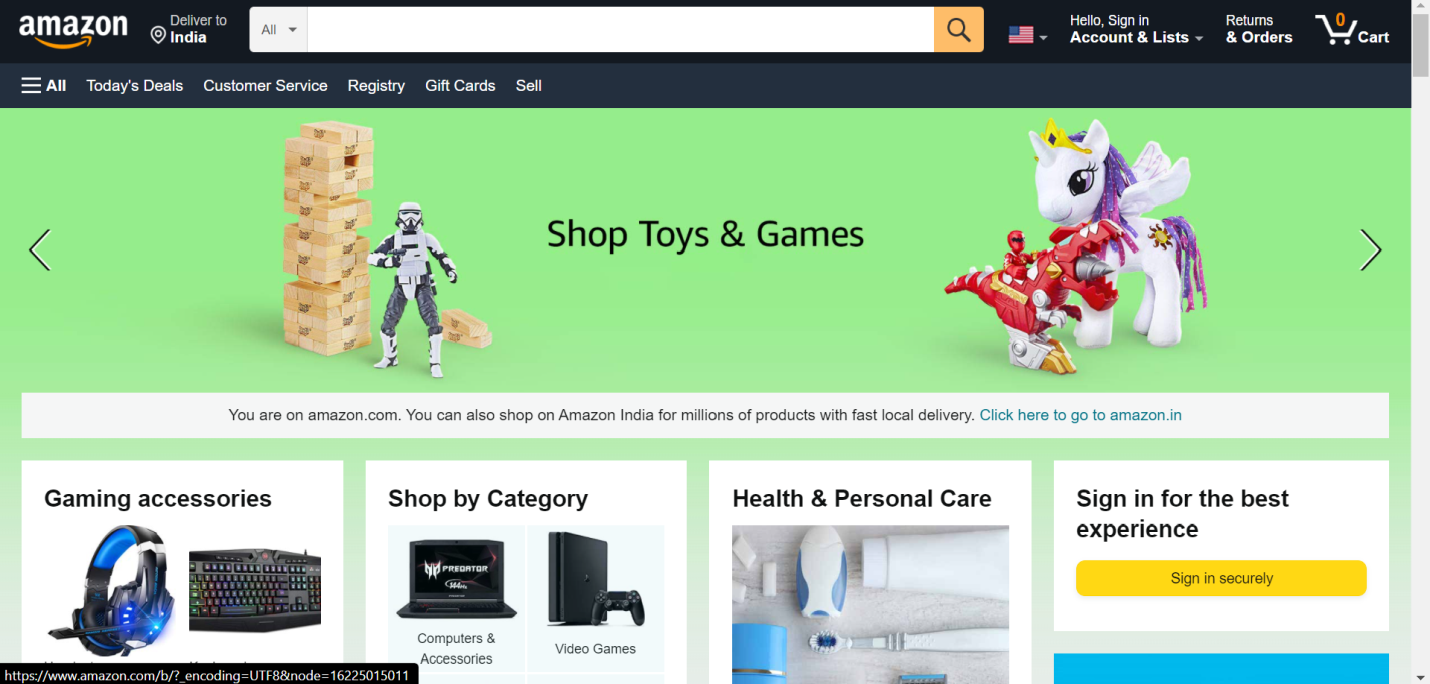 amazon
Deliver to
India
All
Hello, Sign in
Account & Lists
Returns
& Orders
0
Cart
All
Today's Deals
Customer Service
Registry
Gift Cards
Sell
Shop Toys & Games
You are on amazon.com. You can also shop on Amazon India for millions of products with fast local delivery. Click here to go to amazon.in
Gaming accessories
Shop by Category
PREDATOR
144Hz
Computers &
Accessories
Video Games
Health & Personal Care
Sign in for the best
experience
Sign in securely
https://www.amazon.com/b/?_encoding=UTF8&node=16225015011